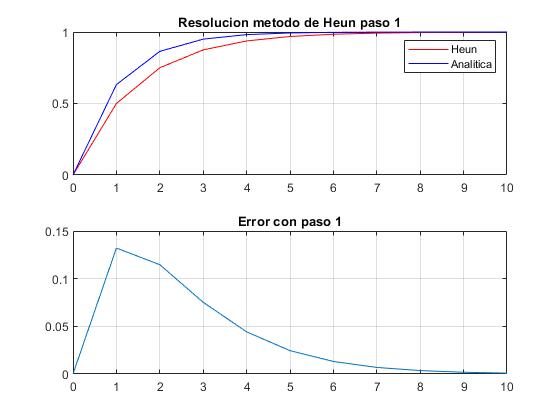 Resolucion metodo de Heun paso 1
1
0.5
0
Heun
Analitica
0 1 2 3 4 5 6 7 8 9 10
Error con paso 1
0.15
0.1
0.05
0
0 1 2 3 4 5 6 7 8 9 10